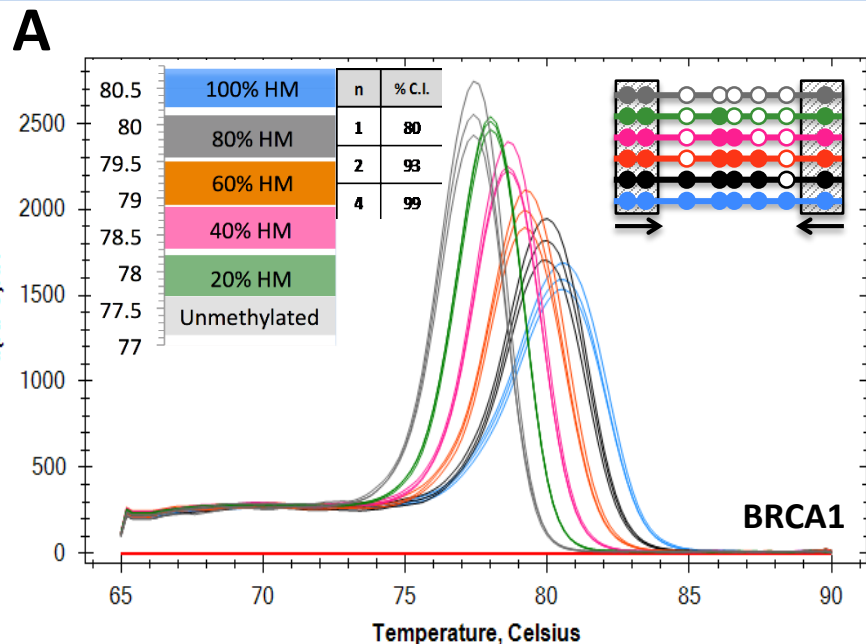 A
80.5
80
79.5
79
78.5
78
77.5
77
100% HM
80% HM
60% HM
40% HM
20% HM
Unmethylated
n % C.I.
1 80
2 93
4 99
2500
2000
1500
1000
500
0
BRCA1
65 70 75 80 85 90
Temperature, Celsius